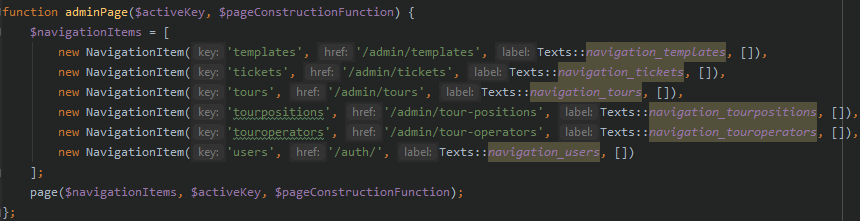 function adminPage($activeKey, $pageConstructionFunction) {
$navigationItems = [
new NavigationItem( key: 'templates', href: '/admin/templates', label: Texts::navigation_templates, []),
new NavigationItem( key: 'tickets', href: '/admin/tickets', label: Texts::navigation_tickets, []),
new NavigationItem( key: 'tours', href: '/admin/tours', label: Texts::navigation_tours, []),
new NavigationItem( key: 'tourpositions', href: '/admin/tour-positions', label: Texts::navigation_tourpositions, []),
new NavigationItem( key: 'touroperators', href: '/admin/tour-operators', label: Texts::navigation_touroperators, []),
new NavigationItem( key: 'users', href: '/auth/', label: Texts::navigation_users, [])
];
page($navigationItems, $activeKey, $pageConstructionFunction);
};